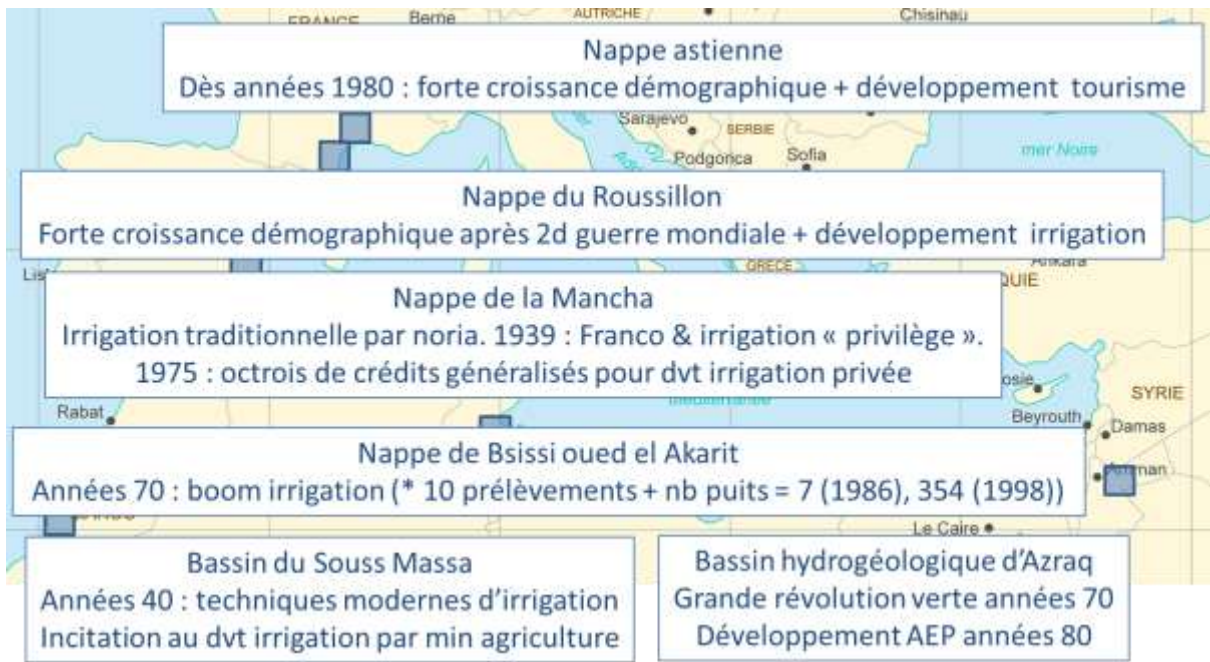 FRANCE
Berne
AUTRICHE
Chisinau
Nappe astienne
Dès années 1980 : forte croissance démographique + développement tourisme
Sarajevo
SERBIE
Podgorica
Sofia
mer Noire
Nappe du Roussillon
Forte croissance démographique après 2d guerre mondiale + développement irrigation
GRECE
Ankara
QUIE
Nappe de la Mancha
Irrigation traditionnelle par noria. 1939 : Franco & irrigation « privilège ».
1975 : octrois de crédits généralisés pour dvt irrigation privée
osie
SYRIE
Rabat
Beyrouth
Damas
Nappe de Bsissi oued el Akarit
Années 70 : boom irrigation (* 10 prélèvements + nb puits = 7 (1986), 354 (1998))
Le Caire
Bassin du Souss Massa
Années 40 : techniques modernes d'irrigation
Incitation au dvt irrigation par min agriculture
Bassin hydrogéologique d'Azraq
Grande révolution verte années 70
Développement AEP années 80